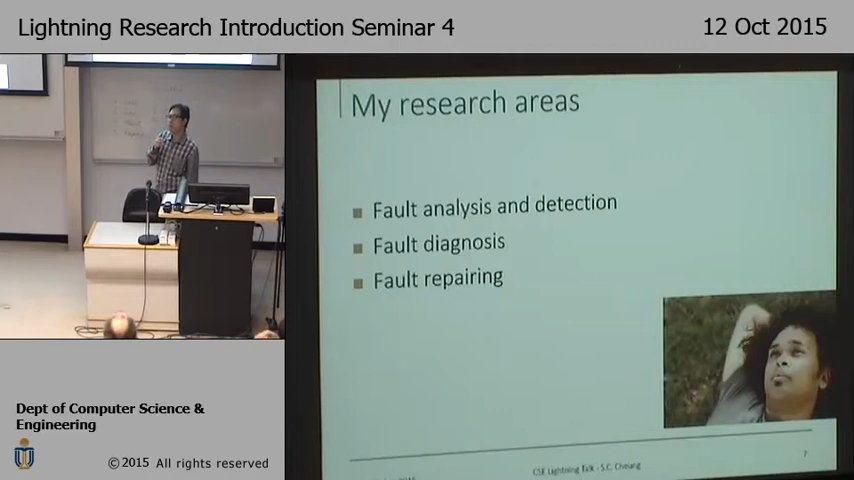 Lightning Research Introduction Seminar 4
12 Oct 2015
My research areas
Fault analysis and detection
Fault diagnosis
Fault repairing
CSE Lightning Talk - S.C. Cheung
7
Dept of Computer Science &
Engineering
©2015 All rights reserved